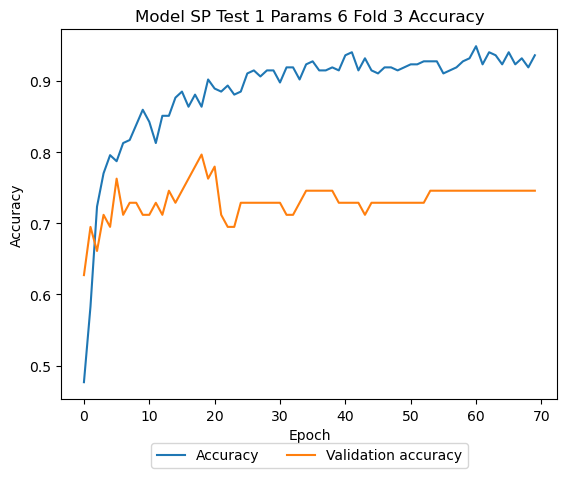 Model SP Test 1 Params 6 Fold 3 Accuracy
Accuracy
0.9
0.8
0.7
0.6
0.5
0 10 20 30 40 50 60 70
Epoch
Accuracy Validation accuracy